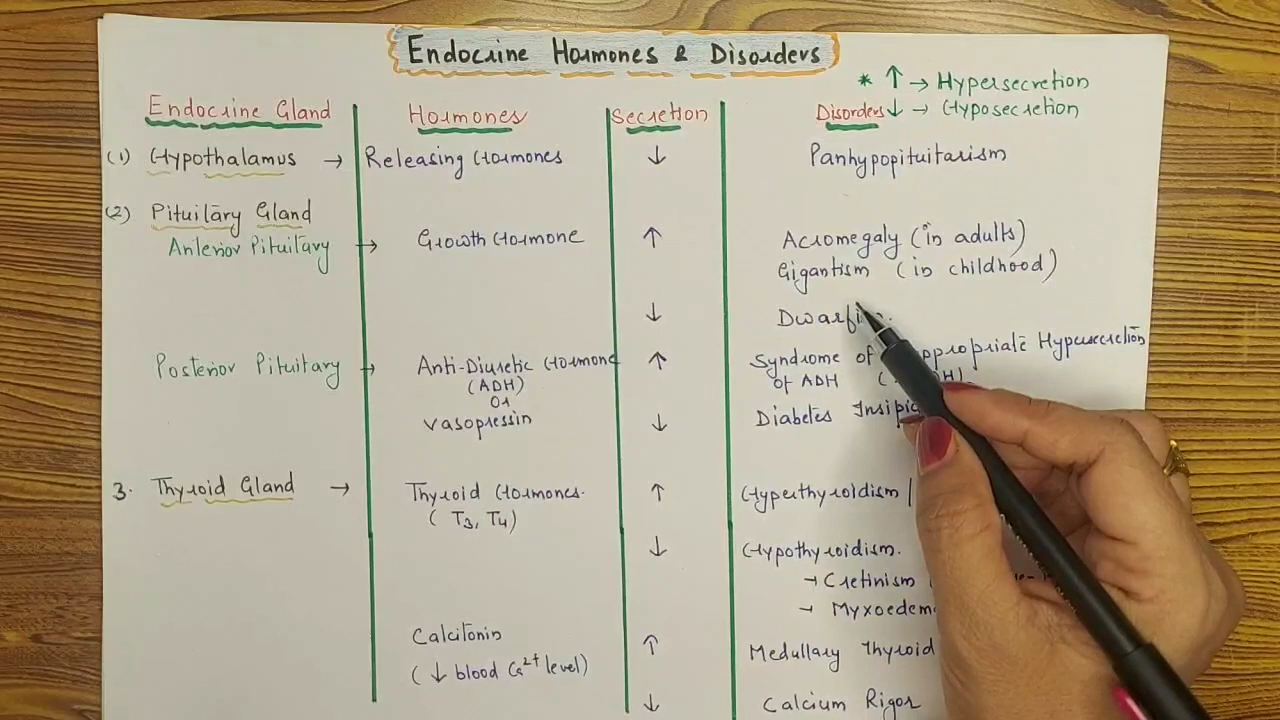 Endocrine Hormones & Disorders
* ↑ → Hypersecretion
Endocrine Gland Hormones Secretion Disorders ↓ → Hyposecretion
(1) Hypothalamus → Releasing Hormones ↓ Panhypopituitarism
(2) Pituitary Gland
Anterior Pituitary → Growth Hormone ↑ Acromegaly (in adults)
Gigantism (in childhood)
↓
Posterior Pituitary → Anti-Diuretic Hormone ↑ Syndrome of Hypersecretion
(ADH) of ADH
Or
Vasopressin ↓ Diabetes
3. Thyroid Gland → Thyroid Hormones. ↑ Hyperthyroidism
(T3, T4)
↓ Hypothyroidism.
→ Cretinism
→
Calcitonin ↑ Medullary Thyroid
(↓ blood Ca2+ level)
↓ Calcium Rigor